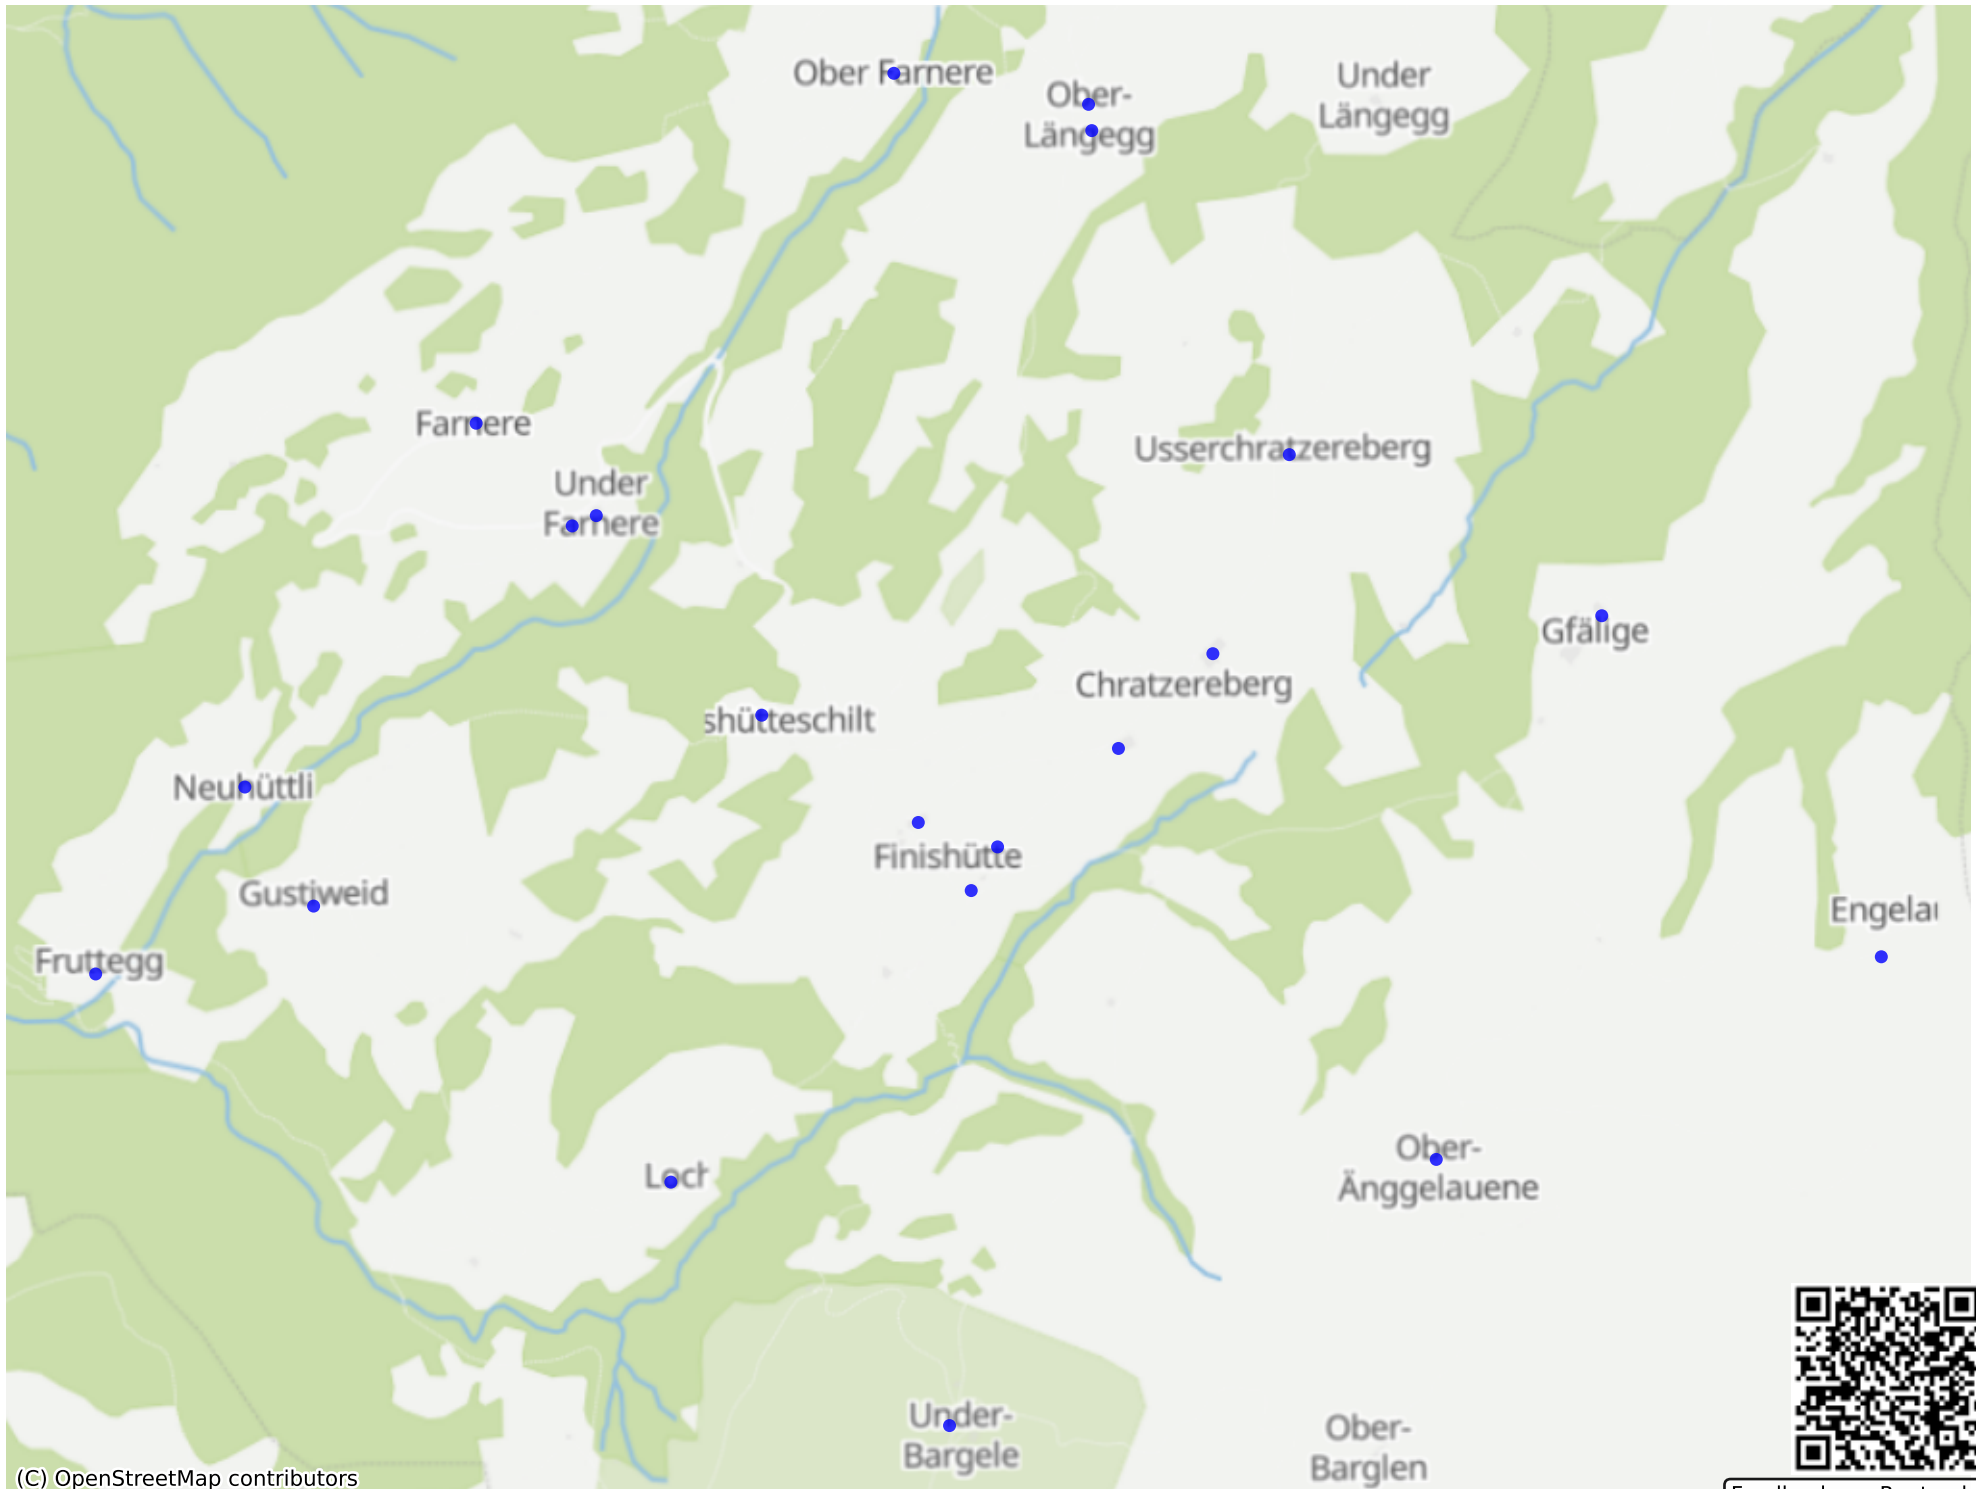 Ober Farnere
Ober-
Längegg
Under
Längegg
Farnere
Usserchratzereberg
Under
Farnere
Gfälige
Chratzereberg
shütteschilt
Neuhüttli
Finishütte
Gustiweid
Engelau
Fruttegg
Ober-
Änggelauene
Loch
Under-
Bargele
Ober-
Barglen
(C) OpenStreetMap contributors